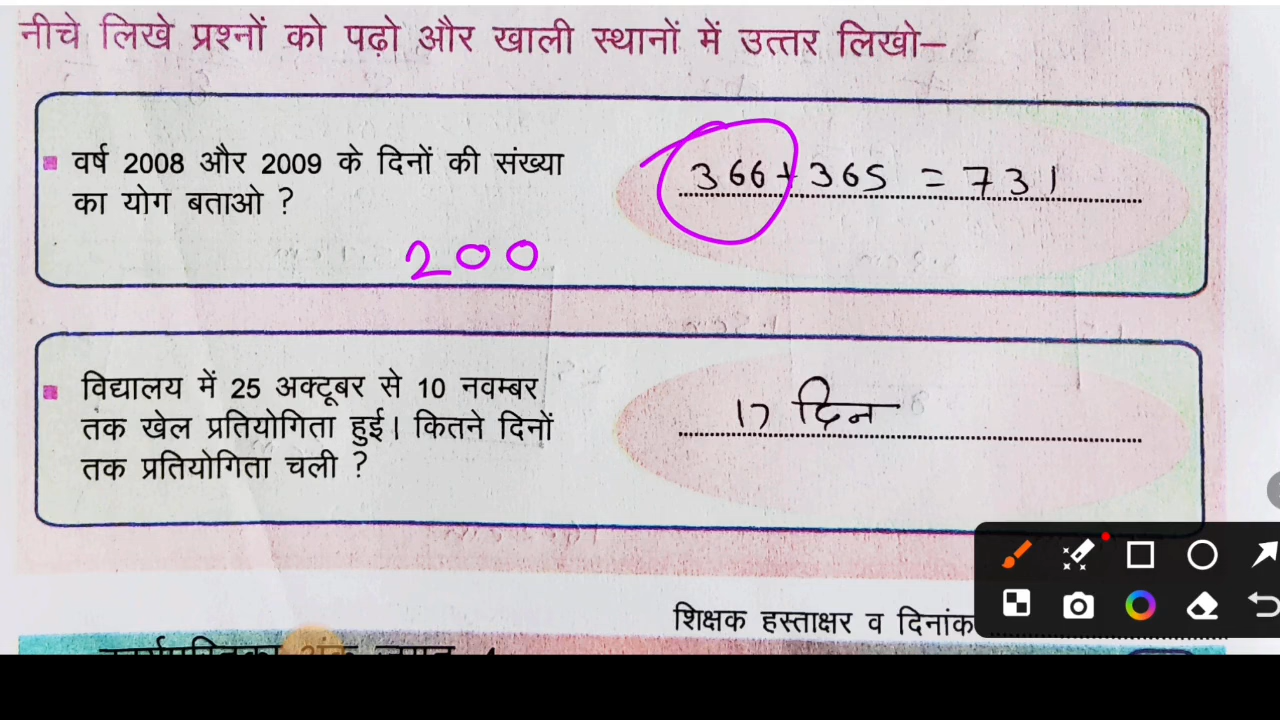 नीचे लिखे प्रश्नों को पढ़ो और खाली स्थानों में उत्तर लिखो–
वर्ष 2008 और 2009 के दिनों की संख्या
का योग बताओ ?
366+365 = 731
200
विद्यालय में 25 अक्टूबर से 10 नवम्बर
तक खेल प्रतियोगिता हुई। कितने दिनों
तक प्रतियोगिता चली ?
17 दिन
शिक्षक हस्ताक्षर व दिनांक